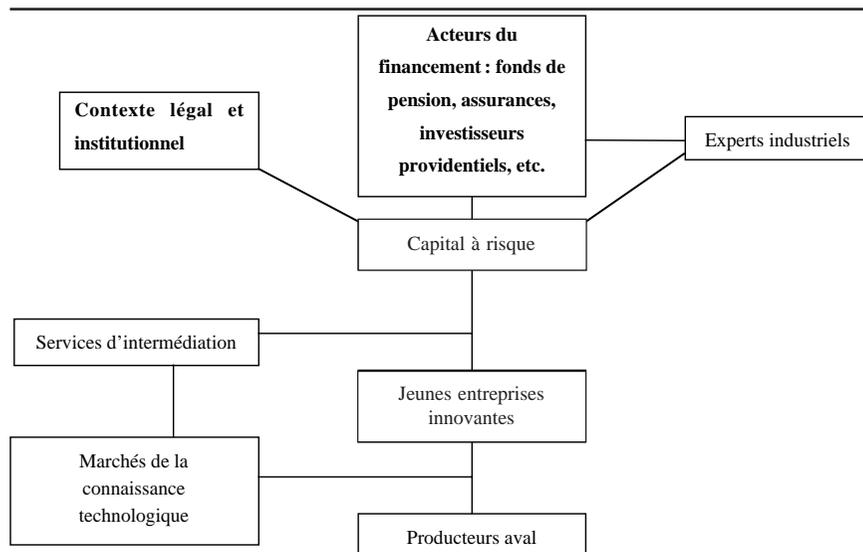 Acteurs du
financement : fonds de
pension, assurances,
investisseurs
providentiels, etc.
Contexte légal et
institutionnel
Experts industriels
Capital à risque
Services d’intermédiation
Jeunes entreprises
innovantes
Marchés de la
connaissance
technologique
Producteurs aval